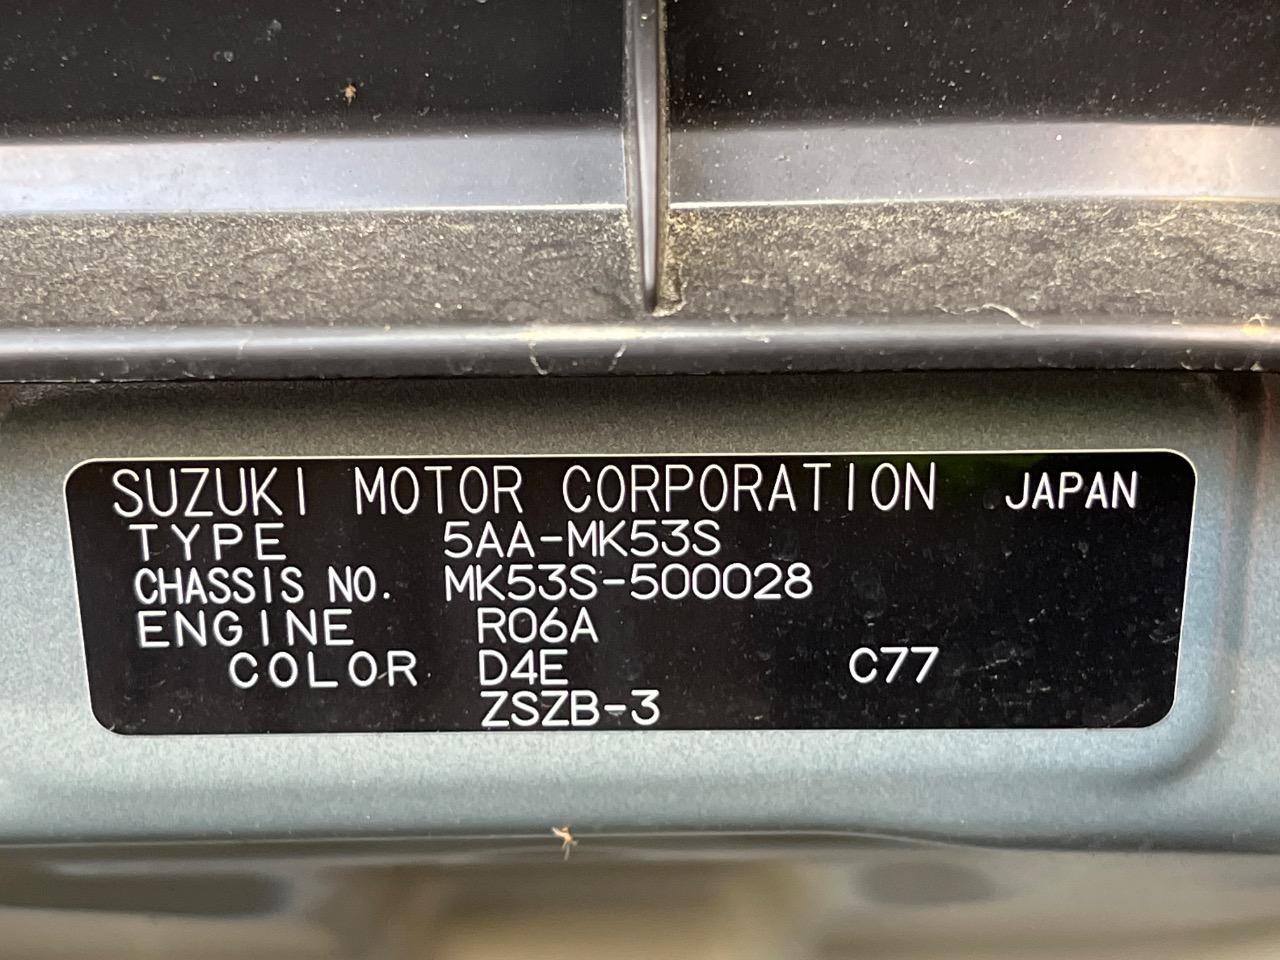 SUZUKI MOTOR CORPORATION JAPAN
TYPE 5AA-MK53S
CHASSIS NO. MK53S-500028
ENGINE R06A
COLOR D4E C77
ZSZB-3